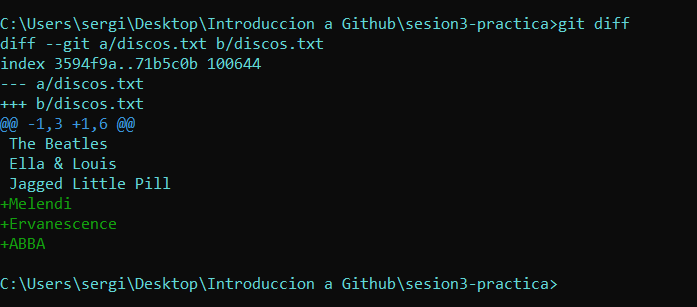 C:\Users\sergi\Desktop\Introduccion a Github\sesion3-practica>git diff
diff --git a/discos.txt b/discos.txt
index 3594f9a..71b5c0b 100644
--- a/discos.txt
+++ b/discos.txt
@@ -1,3 +1,6 @@
 The Beatles
 Ella & Louis
 Jagged Little Pill
+Melendi
+Ervanescence
+ABBA
C:\Users\sergi\Desktop\Introduccion a Github\sesion3-practica>